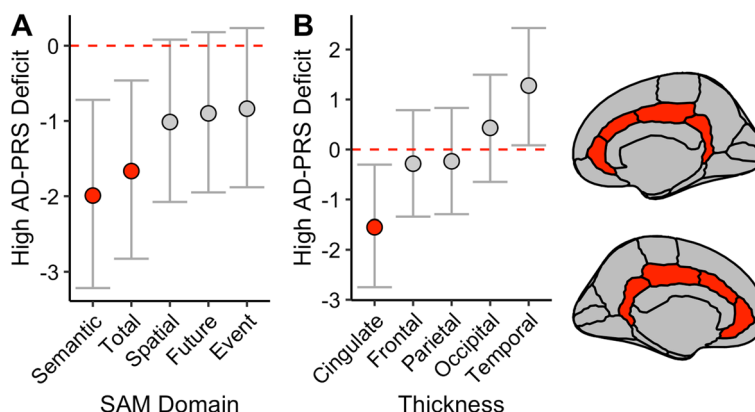 A
High AD-PRS Deficit
0
-1
-2
-3
Semantic
Total
Spatial
Future
Event
SAM Domain
B
High AD-PRS Deficit
2
1
0
-1
-2
-3
Cingulate
Frontal
Parietal
Occipital
Temporal
Thickness